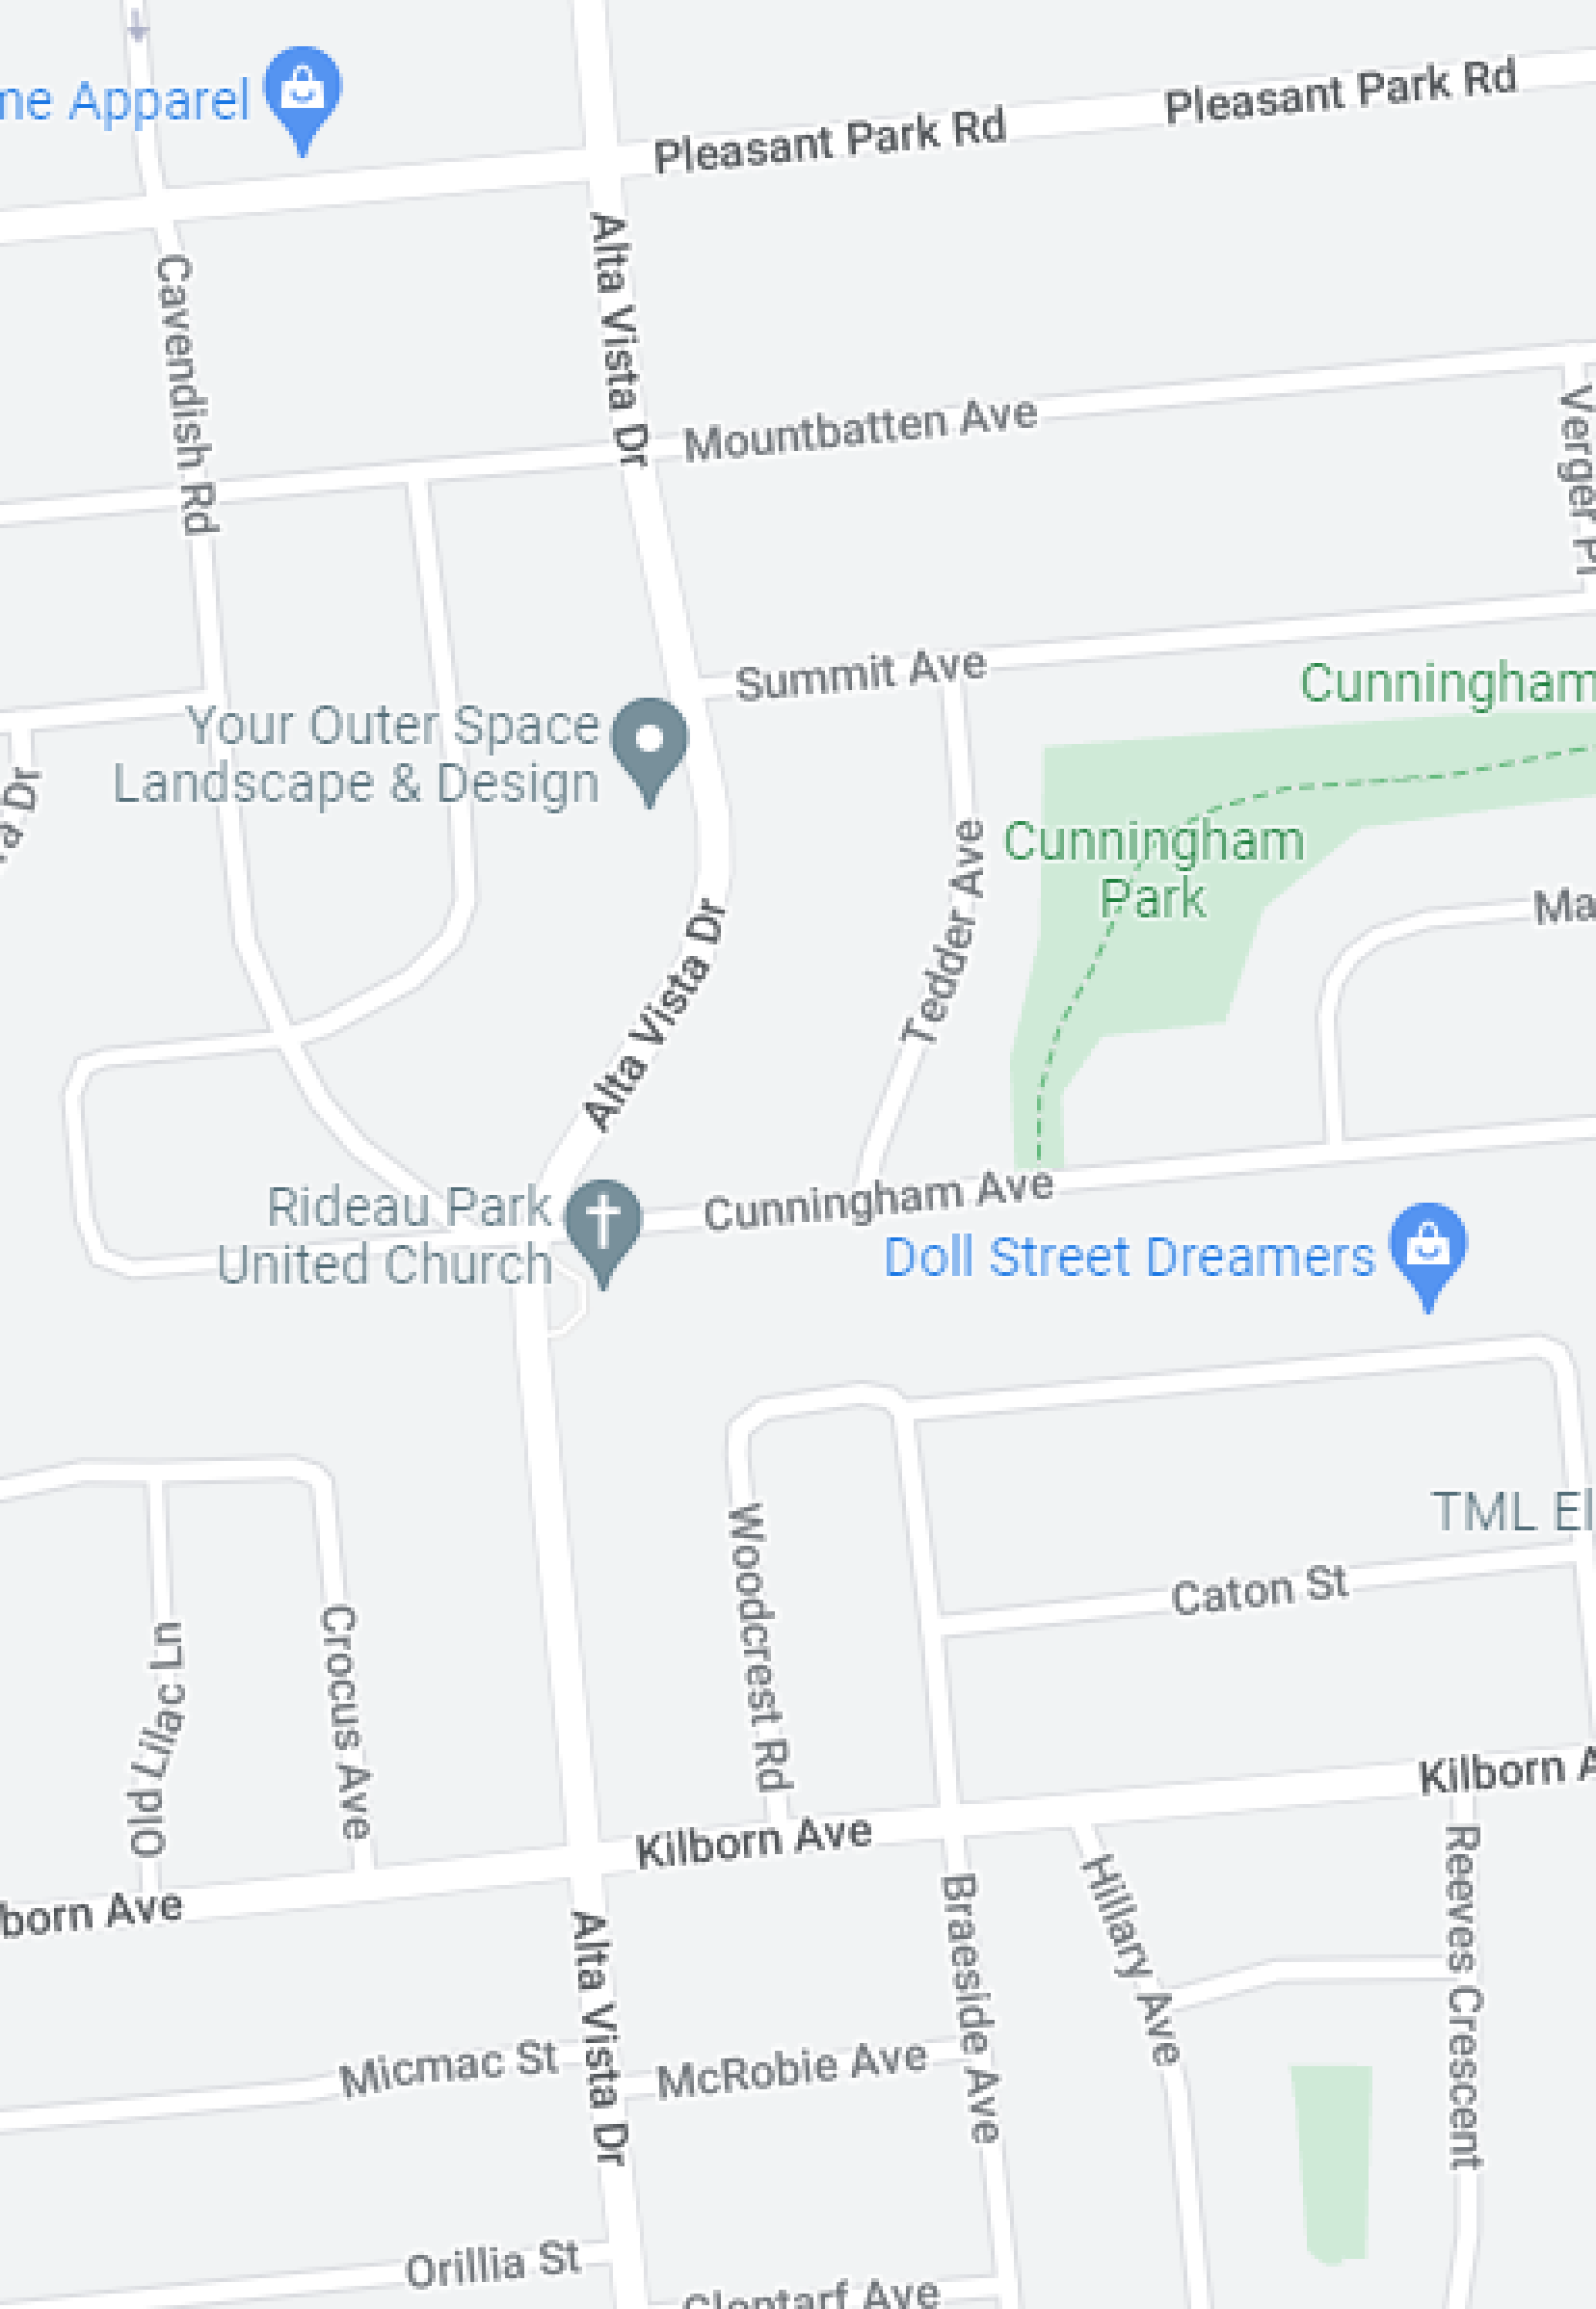 ne Apparel
Pleasant Park Rd
Pleasant Park Rd
Cavendish Rd
Alta Vista Dr
Mountbatten Ave
Verger Pl
Summit Ave
Cunningham
Your Outer Space
Landscape & Design
a Dr
Cunningham
Park
Tedder Ave
Ma
Alta Vista Dr
Rideau Park
United Church
Cunningham Ave
Doll Street Dreamers
Woodcrest Rd
TML El
Caton St
Old Lilac Ln
Crocus Ave
Kilborn A
Kilborn Ave
born Ave
Braeside Ave
Hillary Ave
Reeves Crescent
Alta Vista Dr
Micmac St
McRobie Ave
Orillia St
Clontarf Ave